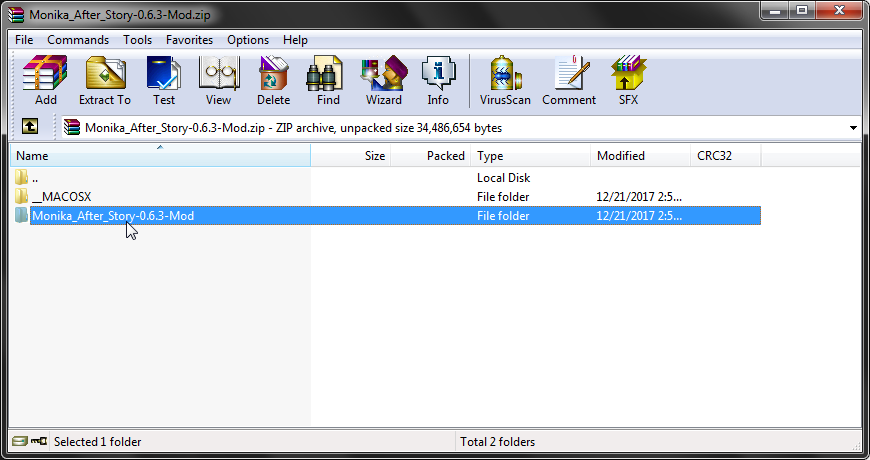 Monika_After_Story-0.6.3-Mod.zip
File Commands Tools Favorites Options Help
Add Extract To Test View Delete Find Wizard Info VirusScan Comment SFX
Monika_After_Story-0.6.3-Mod.zip - ZIP archive, unpacked size 34,486,654 bytes
Name Size Packed Type Modified CRC32
.. Local Disk
__MACOSX File folder 12/21/2017 2:5...
Monika_After_Story-0.6.3-Mod File folder 12/21/2017 2:5...
Selected 1 folder Total 2 folders